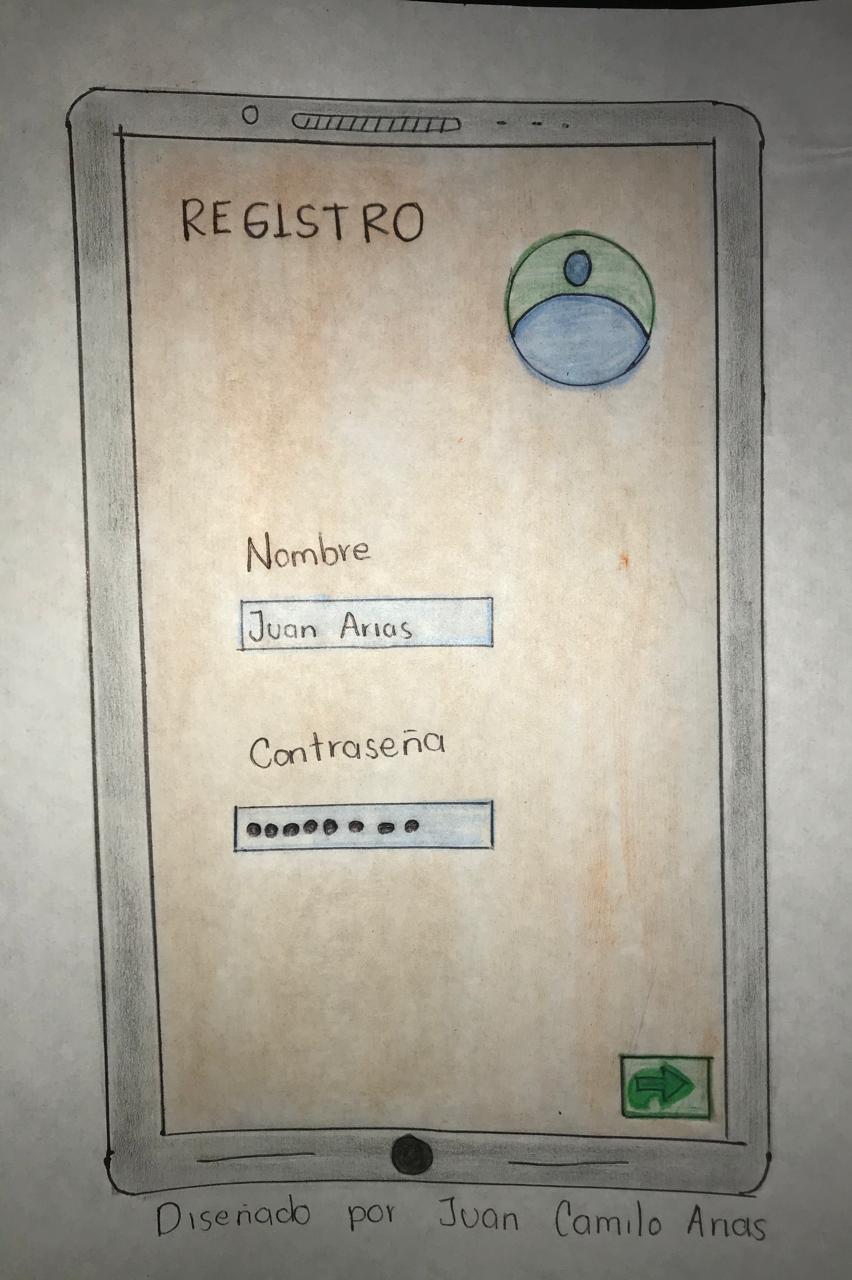 REGISTRO
Nombre
Juan Arias
Contraseña
Diseñado por Juan Camilo Arias